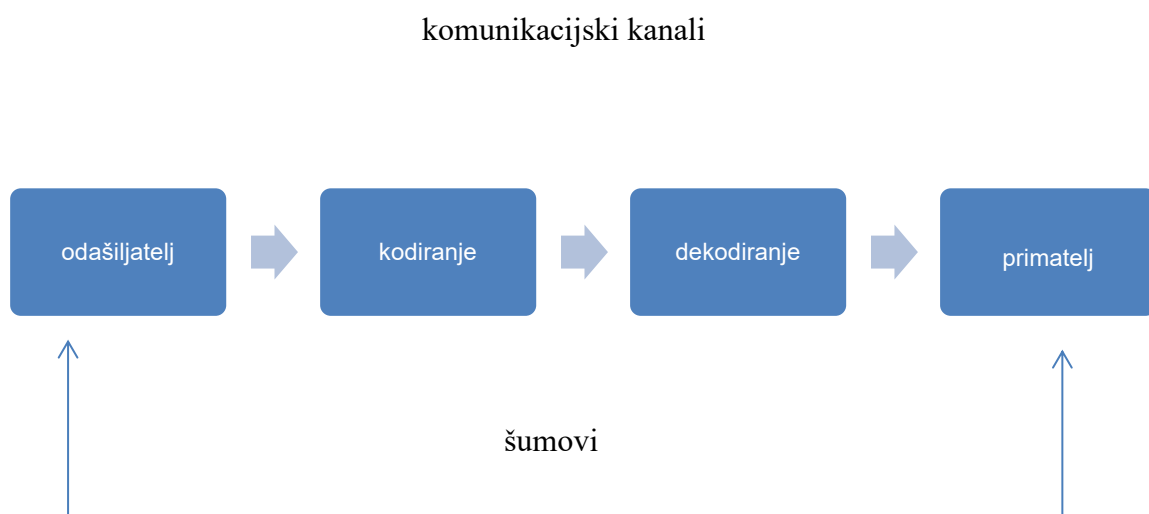 komunikacijski kanali
odašiljatelj
kodiranje
dekodiranje
primatelj
šumovi